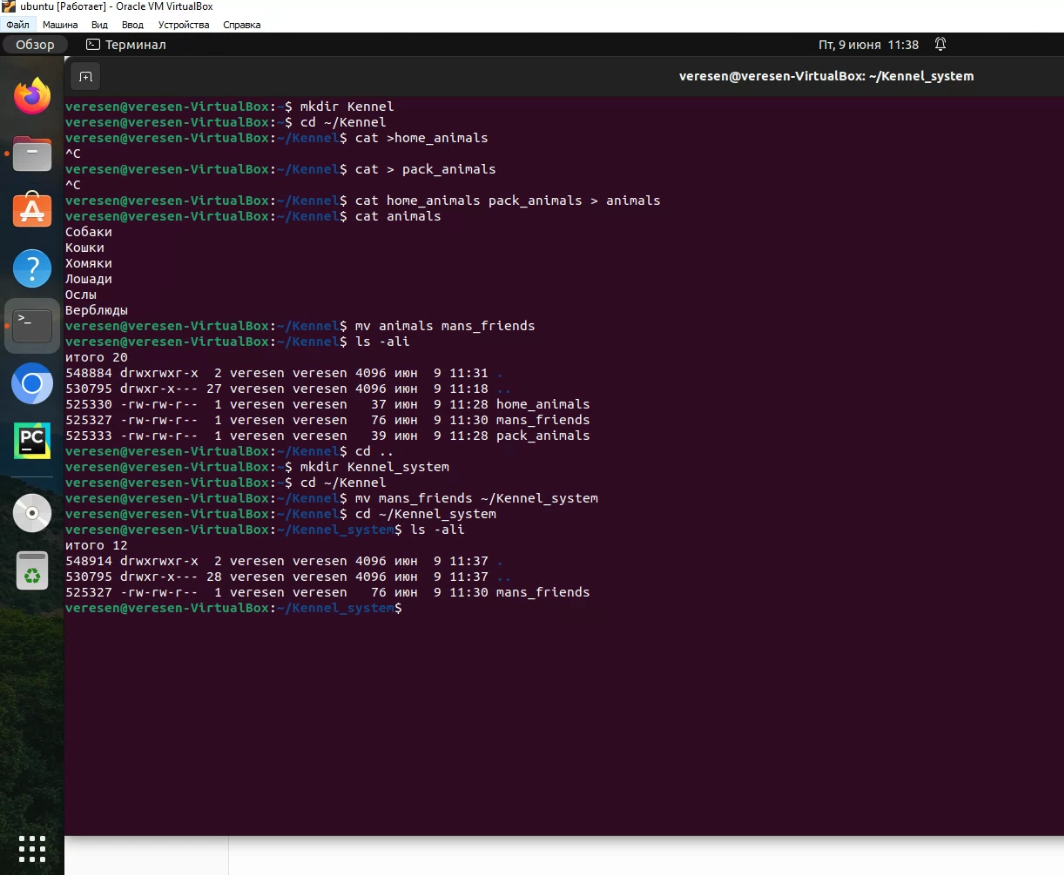 ubuntu [Работает] - Oracle VM VirtualBox
Файл Машина Вид Ввод Устройства Справка
Обзор Терминал Пт, 9 июня 11:38
veresen@veresen-VirtualBox: ~/Kennel_system
veresen@veresen-VirtualBox:~$ mkdir Kennel
veresen@veresen-VirtualBox:~$ cd ~/Kennel
veresen@veresen-VirtualBox:~/Kennel$ cat >home_animals
^C
veresen@veresen-VirtualBox:~/Kennel$ cat > pack_animals
^C
veresen@veresen-VirtualBox:~/Kennel$ cat home_animals pack_animals > animals
veresen@veresen-VirtualBox:~/Kennel$ cat animals
Собаки
Кошки
Хомяки
Лошади
Ослы
Верблюды
veresen@veresen-VirtualBox:~/Kennel$ mv animals mans_friends
veresen@veresen-VirtualBox:~/Kennel$ ls -ali
итого 20
548884 drwxrwxr-x 2 veresen veresen 4096 июн 9 11:31 .
530795 drwxr-x--- 27 veresen veresen 4096 июн 9 11:18 ..
525330 -rw-rw-r-- 1 veresen veresen 37 июн 9 11:28 home_animals
525327 -rw-rw-r-- 1 veresen veresen 76 июн 9 11:30 mans_friends
525333 -rw-rw-r-- 1 veresen veresen 39 июн 9 11:28 pack_animals
veresen@veresen-VirtualBox:~/Kennel$ cd ..
veresen@veresen-VirtualBox:~$ mkdir Kennel_system
veresen@veresen-VirtualBox:~$ cd ~/Kennel
veresen@veresen-VirtualBox:~/Kennel$ mv mans_friends ~/Kennel_system
veresen@veresen-VirtualBox:~/Kennel$ cd ~/Kennel_system
veresen@veresen-VirtualBox:~/Kennel_system$ ls -ali
итого 12
548914 drwxrwxr-x 2 veresen veresen 4096 июн 9 11:37 .
530795 drwxr-x--- 28 veresen veresen 4096 июн 9 11:37 ..
525327 -rw-rw-r-- 1 veresen veresen 76 июн 9 11:30 mans_friends
veresen@veresen-VirtualBox:~/Kennel_system$
PC